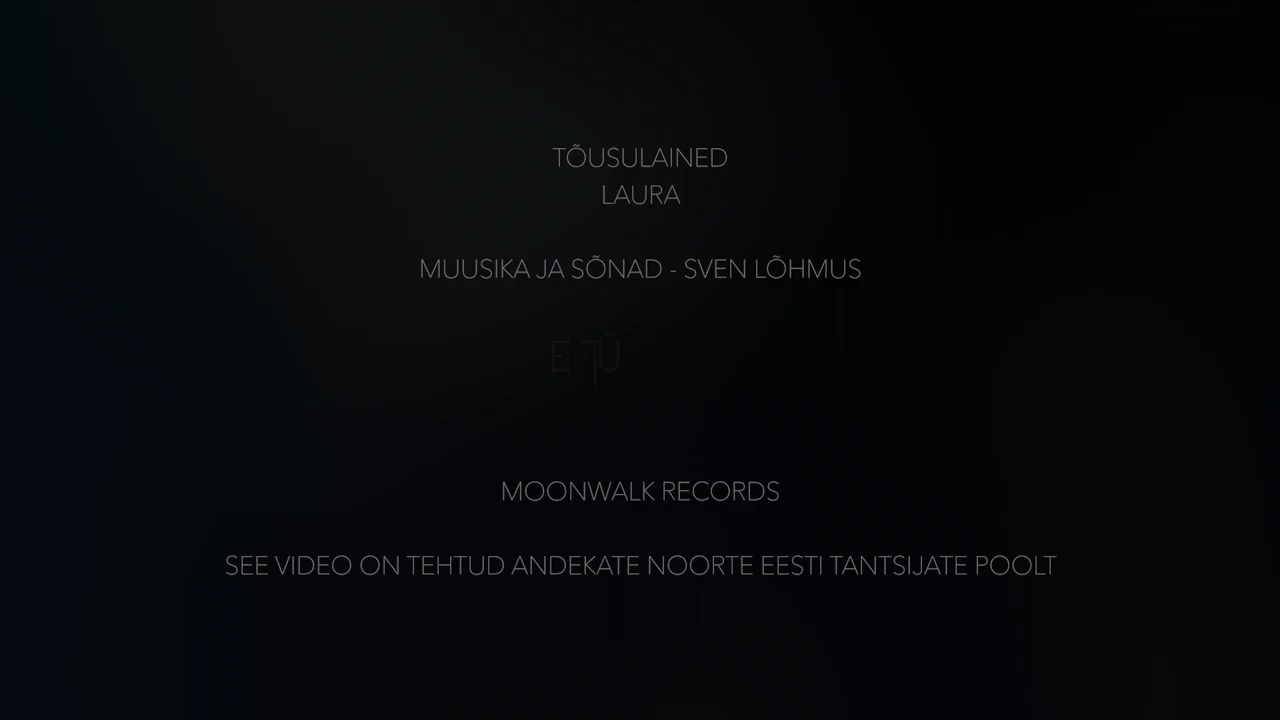 TÕUSULAINED
LAURA
MUUSIKA JA SÕNAD - SVEN LÕHMUS
MOONWALK RECORDS
SEE VIDEO ON TEHTUD ANDEKATE NOORTE EESTI TANTSIJATE POOLT